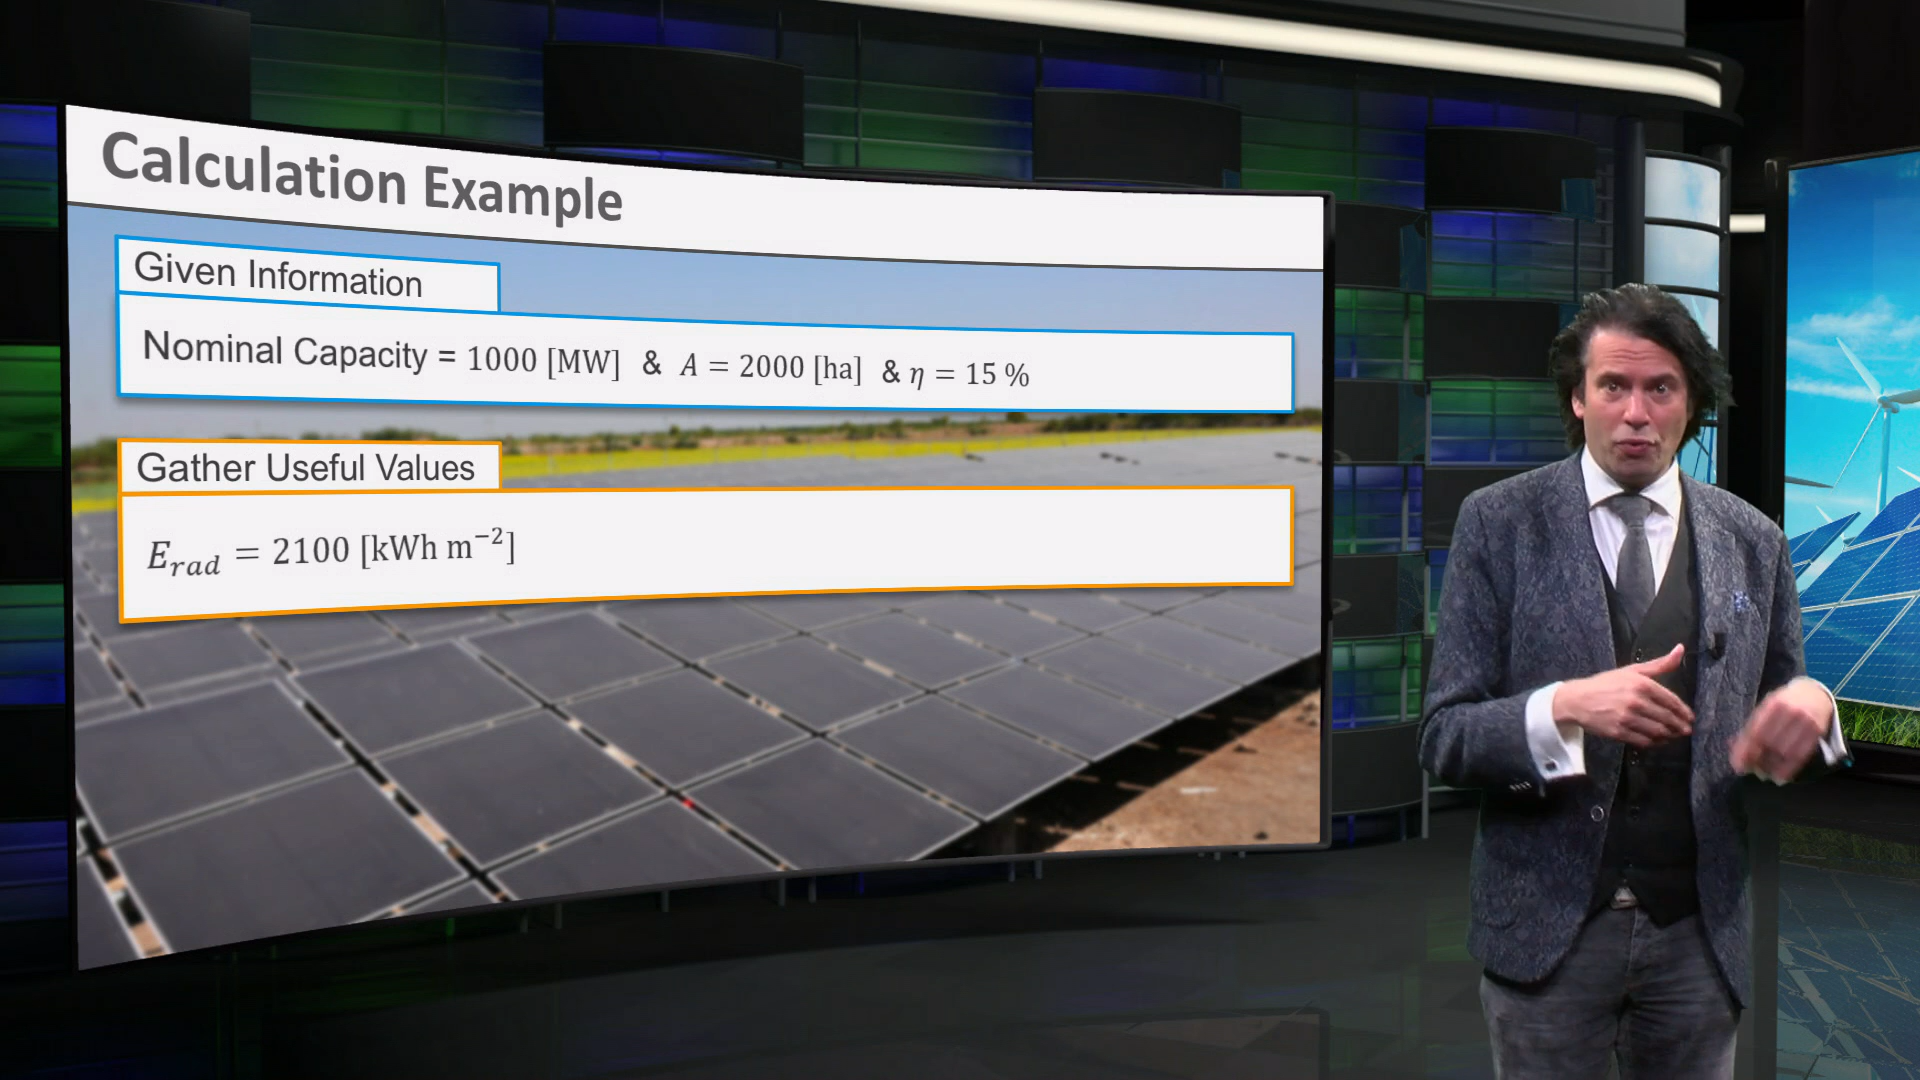 Calculation Example
Given Information
Nominal Capacity = 1000 [MW] & A = 2000 [ha] & η = 15 %
Gather Useful Values
E_rad = 2100 [kWh m⁻²]